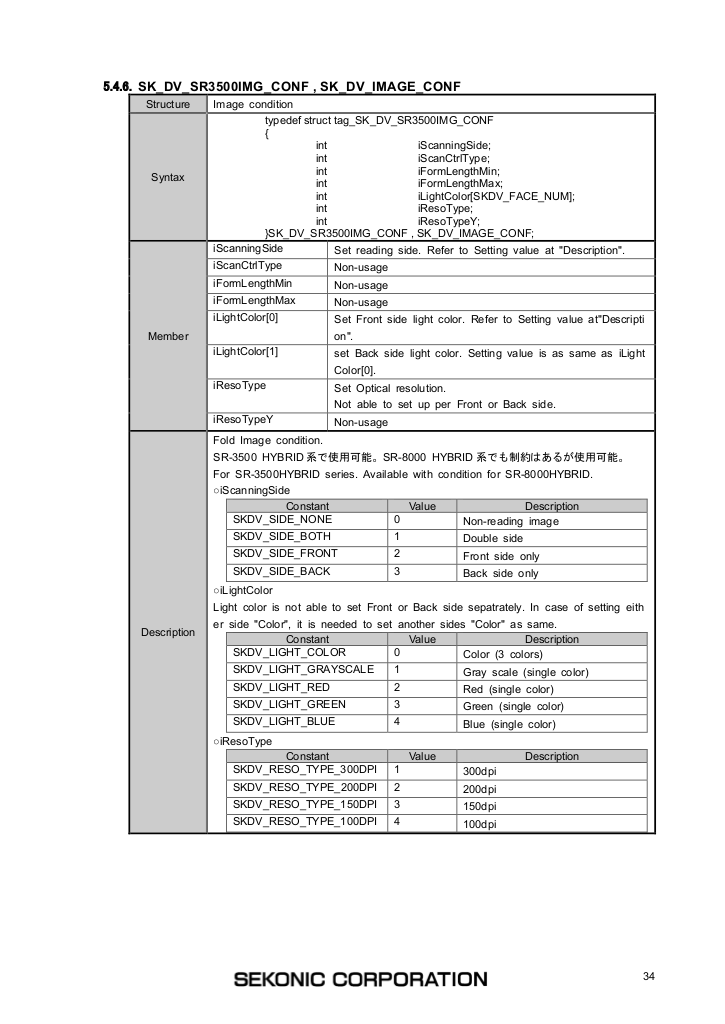 5.4.6. SK_DV_SR3500IMG_CONF , SK_DV_IMAGE_CONF
Structure Image condition
Syntax
typedef struct tag_SK_DV_SR3500IMG_CONF
{
int iScanningSide;
int iScanCtrlType;
int iFormLengthMin;
int iFormLengthMax;
int iLightColor[SKDV_FACE_NUM];
int iResoType;
int iResoTypeY;
}SK_DV_SR3500IMG_CONF , SK_DV_IMAGE_CONF;
Member
iScanningSide Set reading side. Refer to Setting value at "Description".
iScanCtrlType Non-usage
iFormLengthMin Non-usage
iFormLengthMax Non-usage
iLightColor[0] Set Front side light color. Refer to Setting value at"Descripti
on".
iLightColor[1] set Back side light color. Setting value is as same as iLight
Color[0].
iResoType Set Optical resolution.
Not able to set up per Front or Back side.
iResoTypeY Non-usage
Description
Fold Image condition.
SR-3500 HYBRID 系で使用可能。SR-8000 HYBRID 系でも制約はあるが使用可能。
For SR-3500HYBRID series. Available with condition for SR-8000HYBRID.
○iScanningSide
Constant Value Description
SKDV_SIDE_NONE 0 Non-reading image
SKDV_SIDE_BOTH 1 Double side
SKDV_SIDE_FRONT 2 Front side only
SKDV_SIDE_BACK 3 Back side only
○iLightColor
Light color is not able to set Front or Back side sepatrately. In case of setting eith
er side "Color", it is needed to set another sides "Color" as same.
Constant Value Description
SKDV_LIGHT_COLOR 0 Color (3 colors)
SKDV_LIGHT_GRAYSCALE 1 Gray scale (single color)
SKDV_LIGHT_RED 2 Red (single color)
SKDV_LIGHT_GREEN 3 Green (single color)
SKDV_LIGHT_BLUE 4 Blue (single color)
○iResoType
Constant Value Description
SKDV_RESO_TYPE_300DPI 1 300dpi
SKDV_RESO_TYPE_200DPI 2 200dpi
SKDV_RESO_TYPE_150DPI 3 150dpi
SKDV_RESO_TYPE_100DPI 4 100dpi
SEKONIC CORPORATION
34